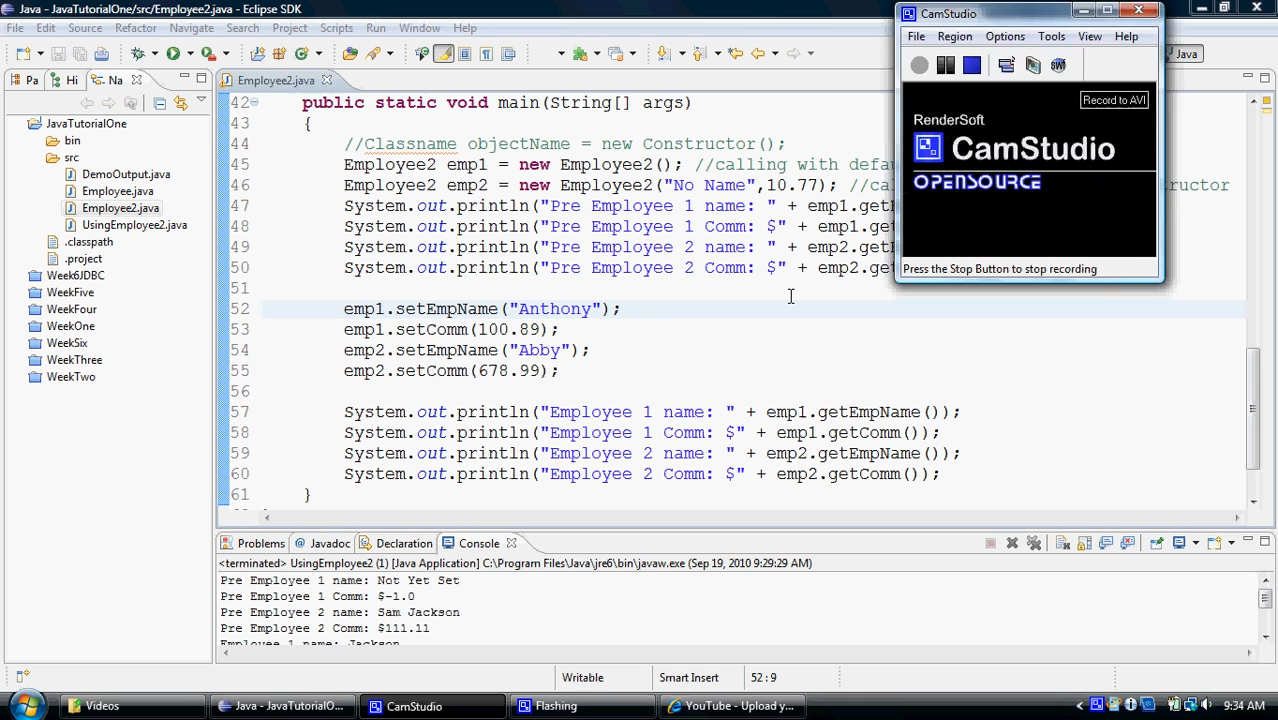 Java - JavaTutorialOne/src/Employee2.java - Eclipse SDK
File Edit Source Refactor Navigate Search Project Scripts Run Window Help
Java
Pa Hi Na
Employee2.java
JavaTutorialOne
bin
src
DemoOutput.java
Employee.java
Employee2.java
UsingEmployee2.java
.classpath
.project
Week6JDBC
WeekFive
WeekFour
WeekOne
WeekSix
WeekThree
WeekTwo
42 public static void main(String[] args)
43 {
44 //Classname objectName = new Constructor();
45 Employee2 emp1 = new Employee2(); //calling with defau
46 Employee2 emp2 = new Employee2("No Name",10.77); //ca tructor
47 System.out.println("Pre Employee 1 name: " + emp1.getE
48 System.out.println("Pre Employee 1 Comm: $" + emp1.ge
49 System.out.println("Pre Employee 2 name: " + emp2.getE
50 System.out.println("Pre Employee 2 Comm: $" + emp2.get
51
52 emp1.setEmpName("Anthony");
53 emp1.setComm(100.89);
54 emp2.setEmpName("Abby");
55 emp2.setComm(678.99);
56
57 System.out.println("Employee 1 name: " + emp1.getEmpName());
58 System.out.println("Employee 1 Comm: $" + emp1.getComm());
59 System.out.println("Employee 2 name: " + emp2.getEmpName());
60 System.out.println("Employee 2 Comm: $" + emp2.getComm());
61 }
CamStudio
File Region Options Tools View Help
SWF
Record to AVI
RenderSoft
CamStudio
OPENSOURCE
Press the Stop Button to stop recording
Problems @ Javadoc Declaration Console
<terminated> UsingEmployee2 (1) [Java Application] C:\Program Files\Java\jre6\bin\javaw.exe (Sep 19, 2010 9:29:29 AM)
Pre Employee 1 name: Not Yet Set
Pre Employee 1 Comm: $-1.0
Pre Employee 2 name: Sam Jackson
Pre Employee 2 Comm: $111.11
Employee 1 name: Jackson
Writable Smart Insert 52:9
Videos Java - JavaTutorialO... CamStudio Flashing YouTube - Upload y... 9:34 AM